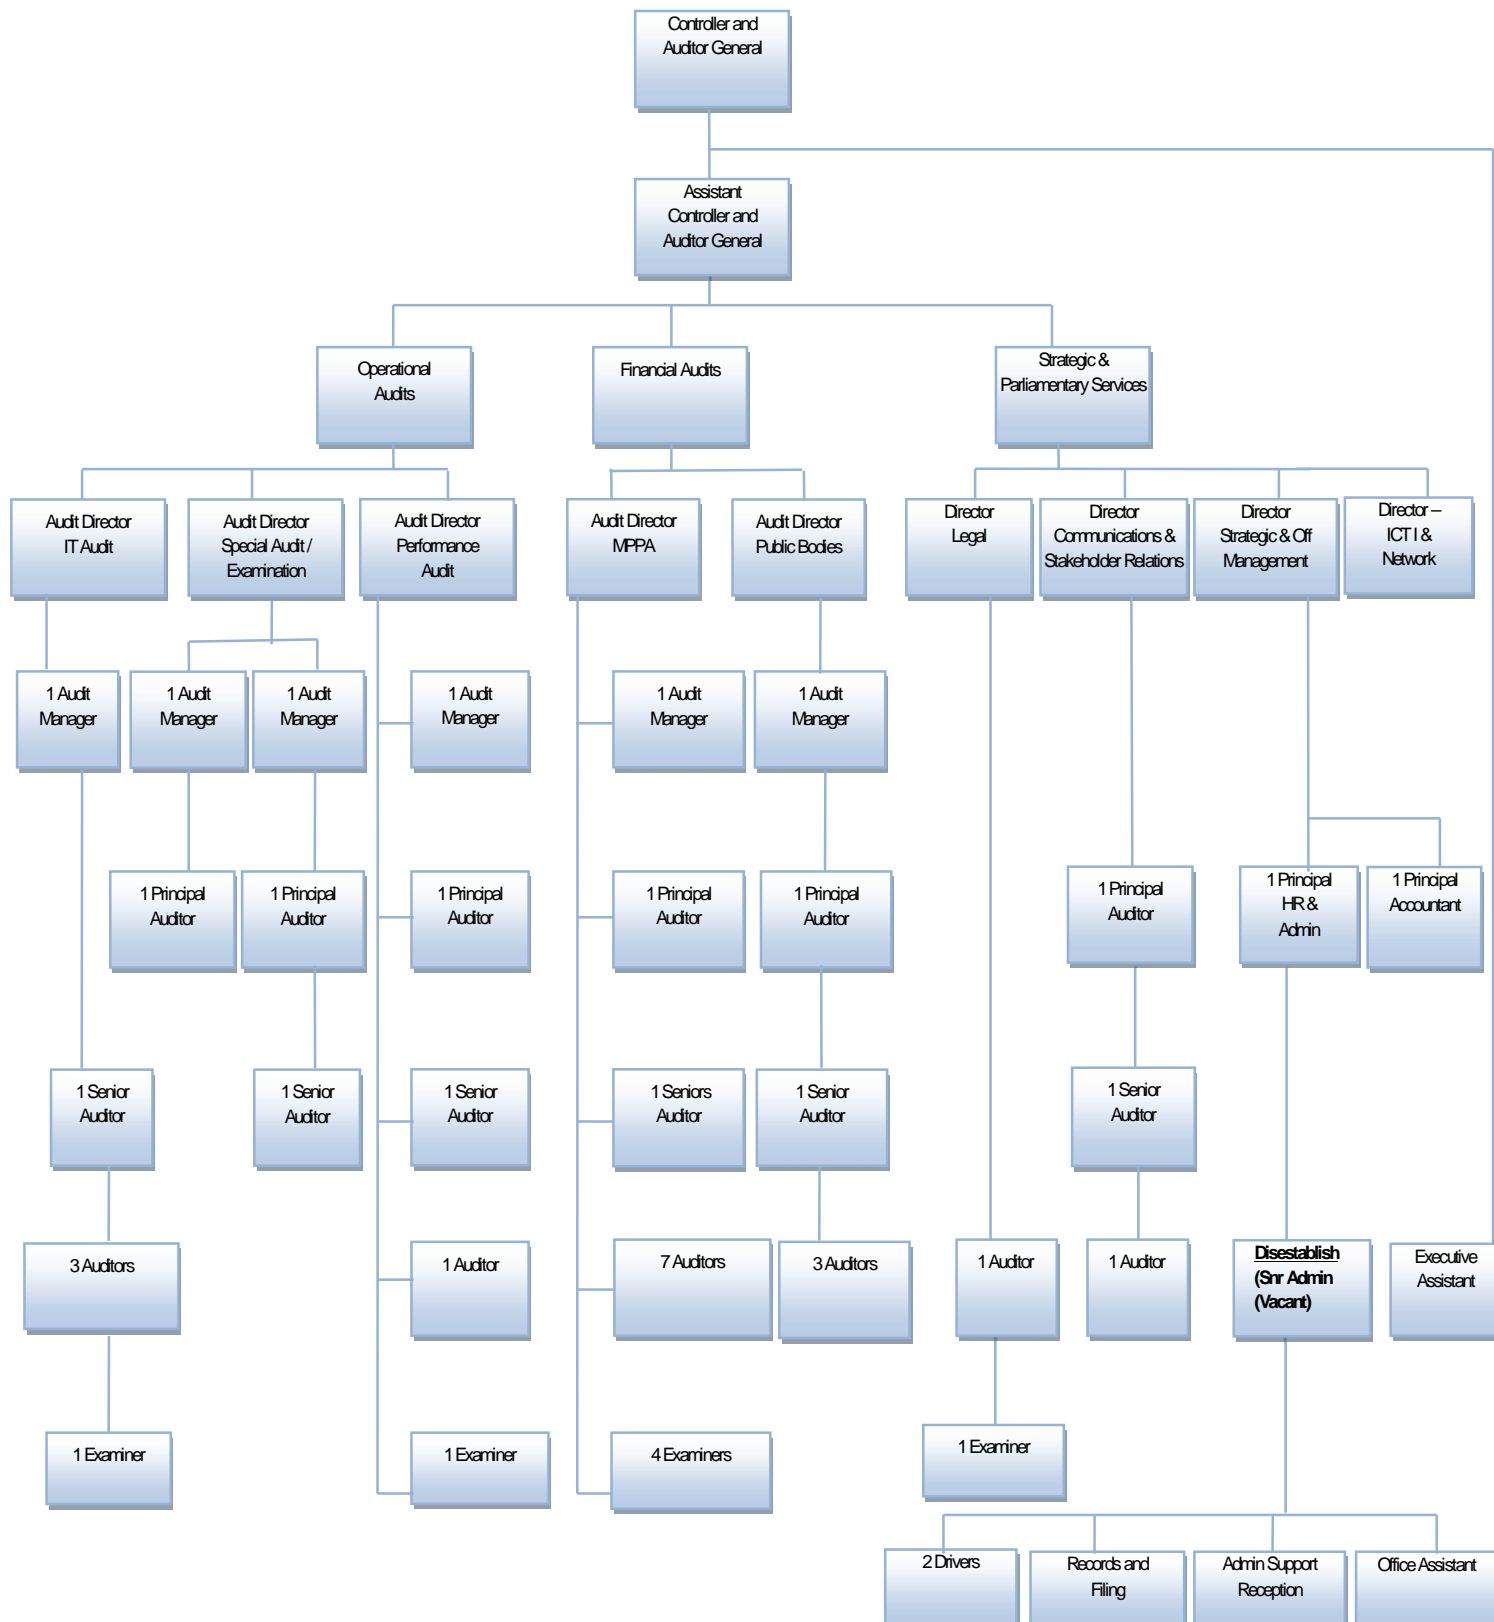 Controller and
Auditor General
Assistant
Controller and
Auditor General
Operational
Audits
Financial Audits
Strategic &
Parliamentary Services
Audit Director
IT Audit
Audit Director
Special Audit /
Examination
Audit Director
Performance
Audit
Audit Director
MPPA
Audit Director
Public Bodies
Director
Legal
Director
Communications &
Stakeholder Relations
Director
Strategic & Off
Management
Director –
ICT I &
Network
1 Audit
Manager
1 Audit
Manager
1 Audit
Manager
1 Audit
Manager
1 Audit
Manager
1 Audit
Manager
1 Principal
Auditor
1 Principal
Auditor
1 Principal
Auditor
1 Principal
Auditor
1 Principal
Auditor
1 Principal
Auditor
1 Principal
HR &
Admin
1 Principal
Accountant
1 Senior
Auditor
1 Senior
Auditor
1 Senior
Auditor
1 Seniors
Auditor
1 Senior
Auditor
1 Senior
Auditor
3 Auditors
1 Auditor
7 Auditors
3 Auditors
1 Auditor
1 Auditor
Disestablish
(Snr Admin
(Vacant)
Executive
Assistant
1 Examiner
1 Examiner
4 Examiners
1 Examiner
2 Drivers
Records and
Filing
Admin Support
Reception
Office Assistant